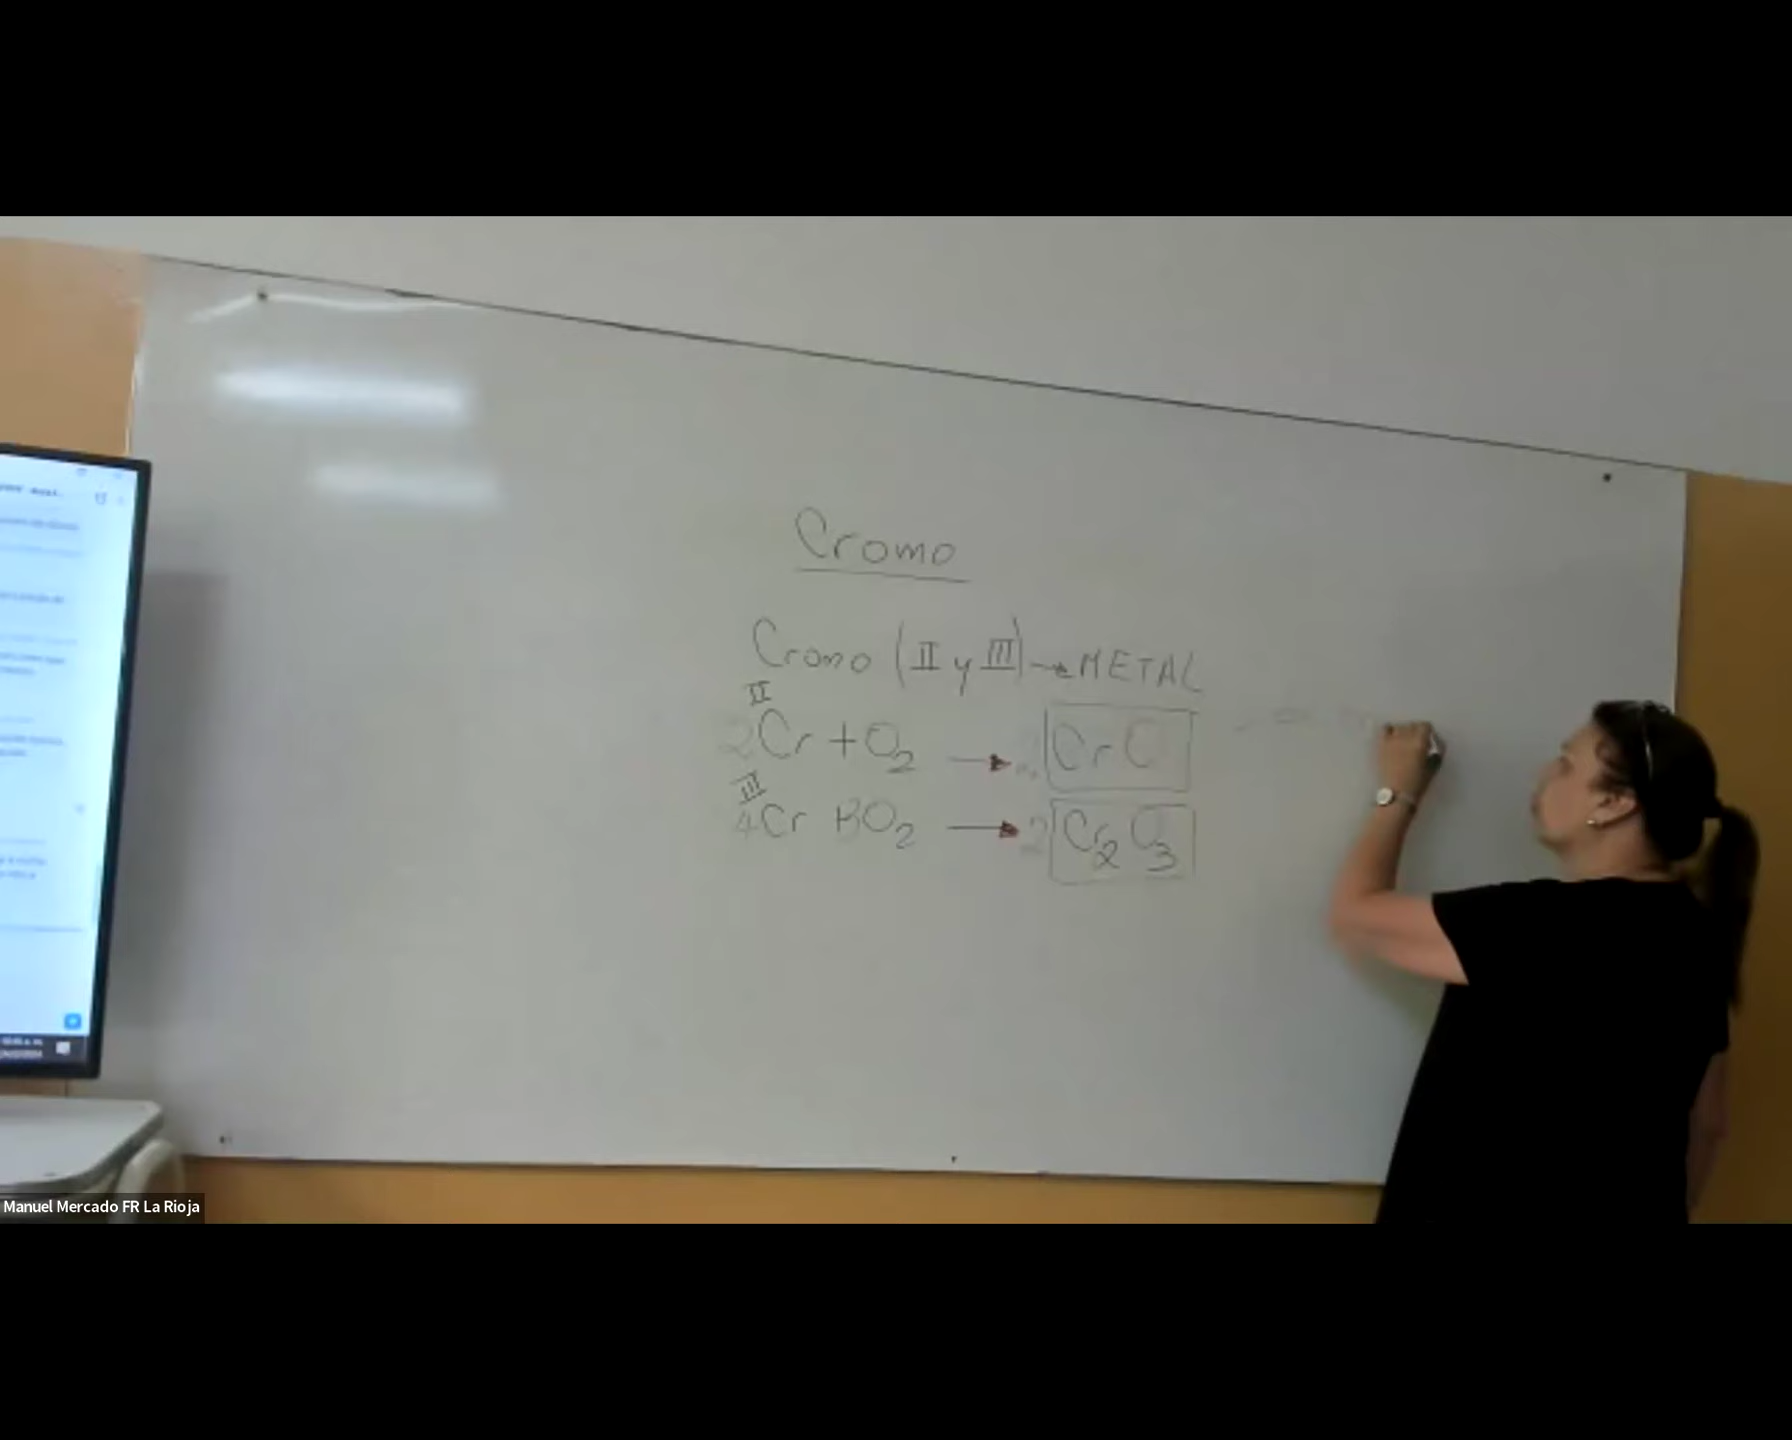 Cromo
Cromo (II y III) → METAL
II
2Cr + O2 → 2 CrO
III
4Cr 3O2 → 2 Cr2O3
Manuel Mercado FR La Rioja